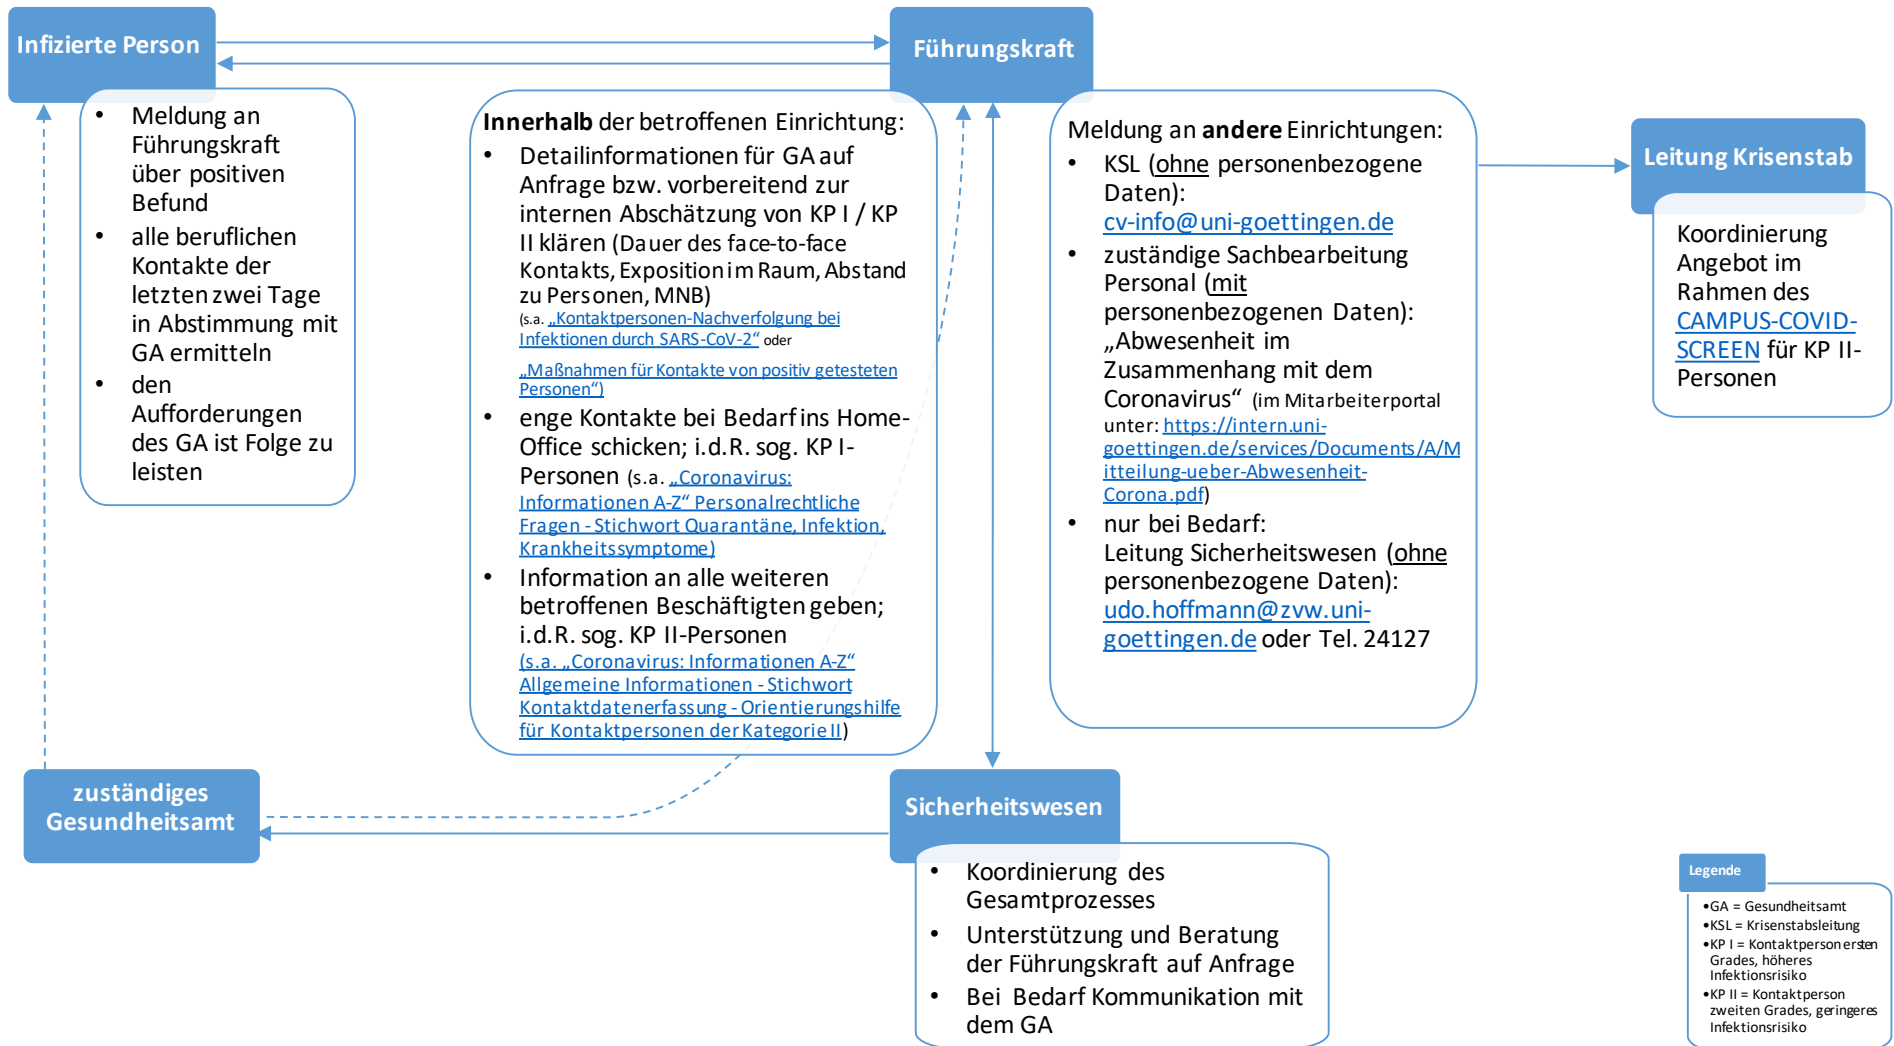 Infizierte Person
• Meldung an
Führungskraft
über positiven
Befund
• alle beruflichen
Kontakte der
letzten zwei Tage
in Abstimmung mit
GA ermitteln
• den
Aufforderungen
des GA ist Folge zu
leisten
Führungskraft
Innerhalb der betroffenen Einrichtung:
• Detailinformationen für GA auf
Anfrage bzw. vorbereitend zur
internen Abschätzung von KP I / KP
II klären (Dauer des face-to-face
Kontakts, Exposition im Raum, Abstand
zu Personen, MNB)
(s.a. „Kontaktpersonen-Nachverfolgung bei
Infektionen durch SARS-CoV-2“ oder
„Maßnahmen für Kontakte von positiv getesteten
Personen“)
• enge Kontakte bei Bedarf ins Home-
Office schicken; i.d.R. sog. KP I-
Personen (s.a. „Coronavirus:
Informationen A-Z“ Personalrechtliche
Fragen - Stichwort Quarantäne, Infektion,
Krankheitssymptome)
• Information an alle weiteren
betroffenen Beschäftigten geben;
i.d.R. sog. KP II-Personen
(s.a. „Coronavirus: Informationen A-Z“
Allgemeine Informationen - Stichwort
Kontaktdatenerfassung - Orientierungshilfe
für Kontaktpersonen der Kategorie II)
Meldung an andere Einrichtungen:
• KSL (ohne personenbezogene
Daten):
cv-info@uni-goettingen.de
• zuständige Sachbearbeitung
Personal (mit
personenbezogenen Daten):
„Abwesenheit im
Zusammenhang mit dem
Coronavirus“ (im Mitarbeiterportal
unter: https://intern.uni-
goettingen.de/services/Documents/A/M
itteilung-ueber-Abwesenheit-
Corona.pdf)
• nur bei Bedarf:
Leitung Sicherheitswesen (ohne
personenbezogene Daten):
udo.hoffmann@zvw.uni-
goettingen.de oder Tel. 24127
Leitung Krisenstab
Koordinierung
Angebot im
Rahmen des
CAMPUS-COVID-
SCREEN für KP II-
Personen
zuständiges
Gesundheitsamt
Sicherheitswesen
• Koordinierung des
Gesamtprozesses
• Unterstützung und Beratung
der Führungskraft auf Anfrage
• Bei Bedarf Kommunikation mit
dem GA
Legende
•GA = Gesundheitsamt
•KSL = Krisenstabsleitung
•KP I = Kontaktperson ersten
Grades, höheres
Infektionsrisiko
•KP II = Kontaktperson
zweiten Grades, geringeres
Infektionsrisiko